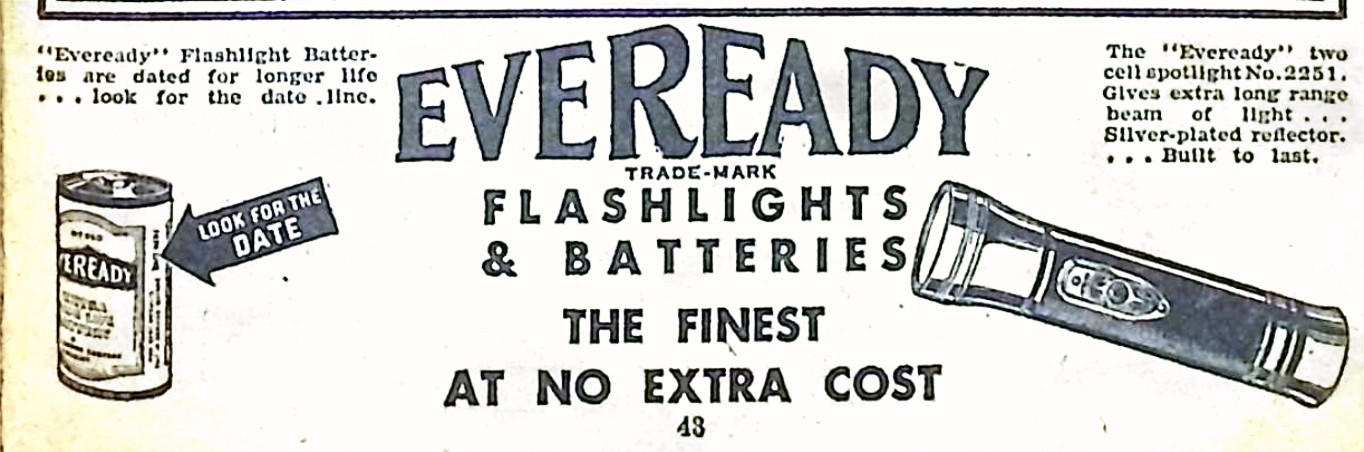 "Eveready" Flashlight Batter-
ies are dated for longer life
... look for the date line.
EVEREADY
TRADE-MARK
FLASHLIGHTS
& BATTERIES
THE FINEST
AT NO EXTRA COST
43
The "Eveready" two
cell spotlight No.2251.
Gives extra long range
beam of light ...
Silver-plated reflector.
... Built to last.
LOOK FOR THE
DATE
EREADY